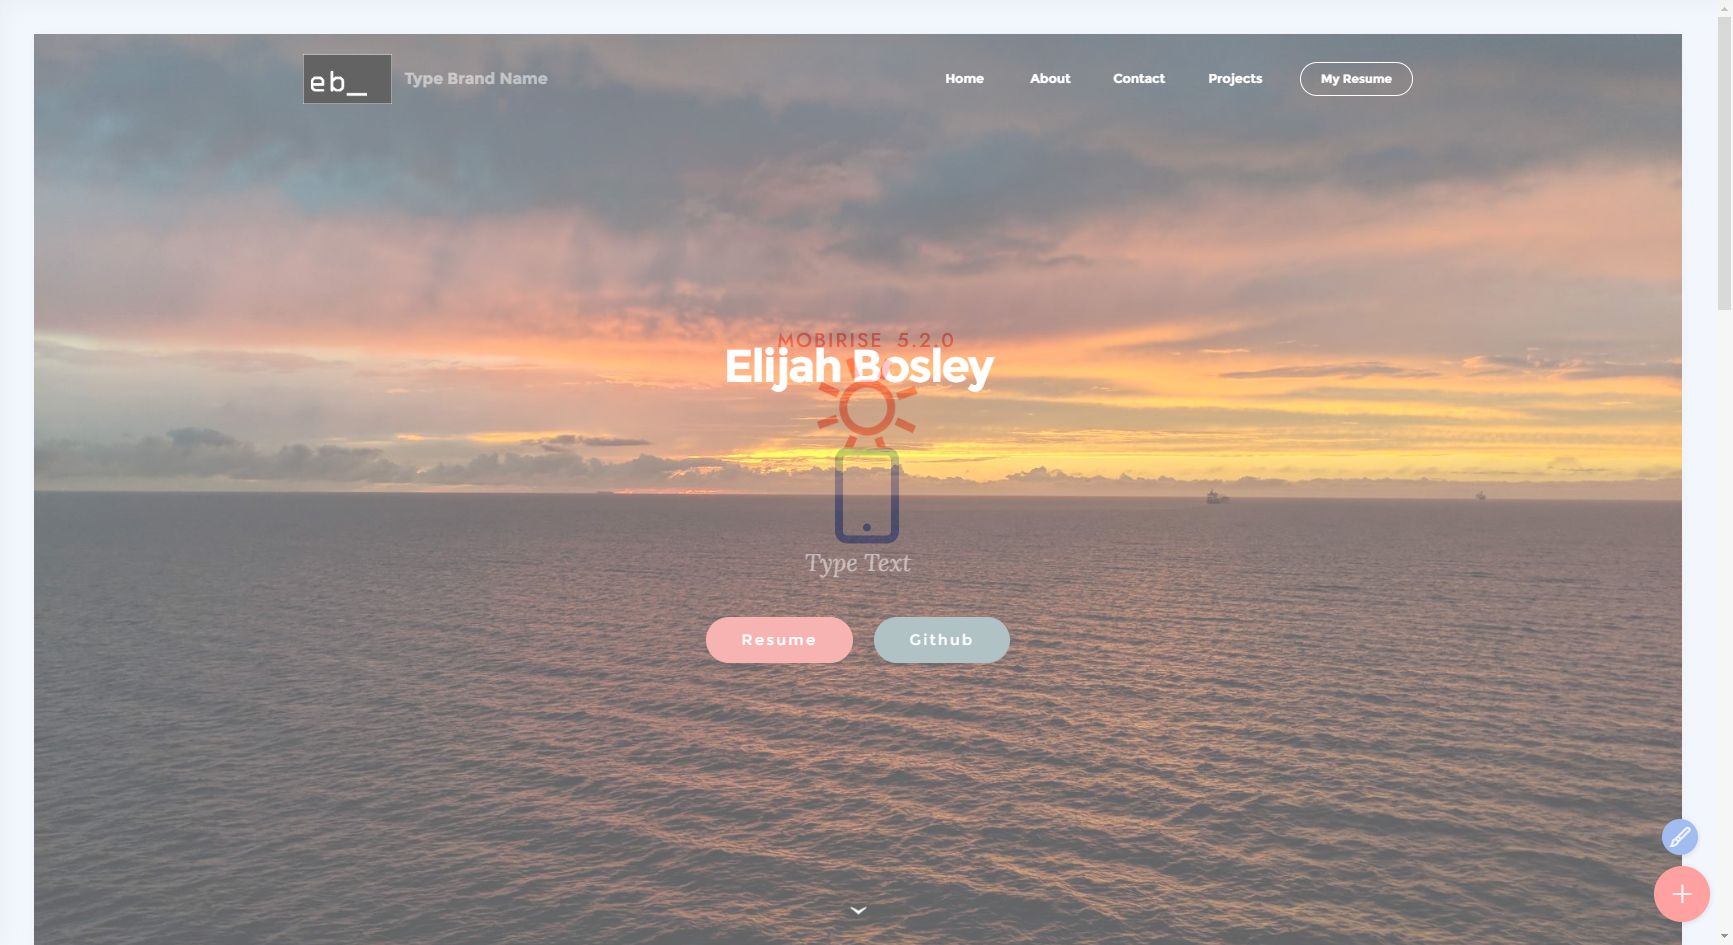 eb_
Type Brand Name
Home
About
Contact
Projects
My Resume
MOBIRISE 5.2.0
Elijah Bosley
Type Text
Resume
Github